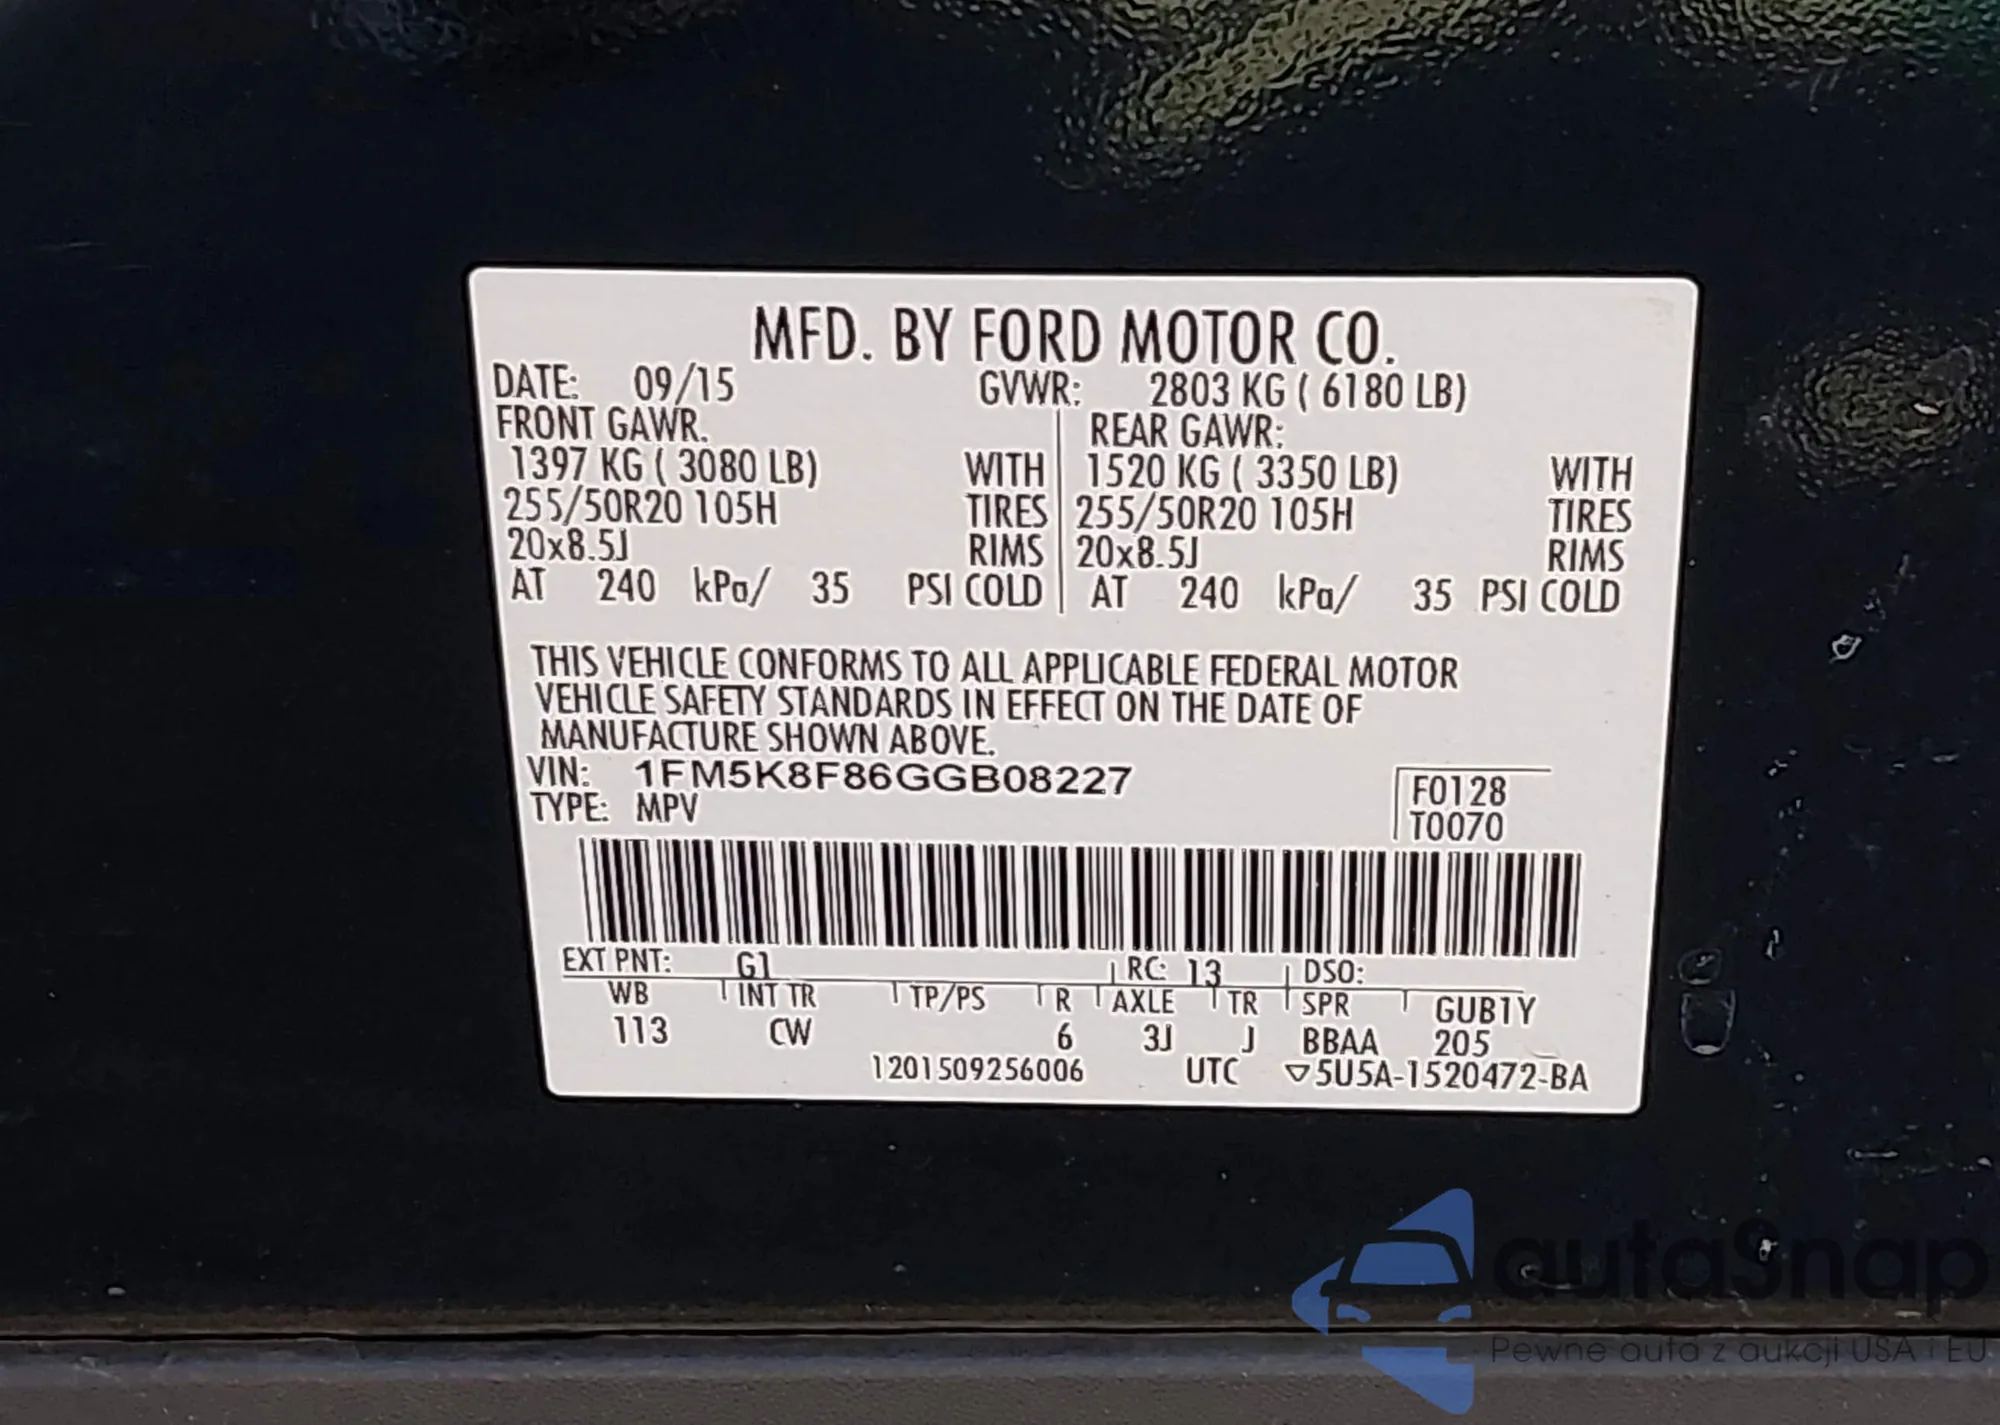 MFD. BY FORD MOTOR CO.
DATE: 09/15 GVWR: 2803 KG ( 6180 LB)
FRONT GAWR. REAR GAWR:
1397 KG ( 3080 LB) WITH 1520 KG ( 3350 LB) WITH
255/50R20 105H TIRES 255/50R20 105H TIRES
20x8.5J RIMS 20x8.5J RIMS
AT 240 kPa/ 35 PSI COLD AT 240 kPa/ 35 PSI COLD
THIS VEHICLE CONFORMS TO ALL APPLICABLE FEDERAL MOTOR
VEHICLE SAFETY STANDARDS IN EFFECT ON THE DATE OF
MANUFACTURE SHOWN ABOVE.
VIN: 1FM5K8F86GGB08227
TYPE: MPV
F0128
T0070
EXT PNT: G1 RC: 13 DSO:
WB INT TR TP/PS R AXLE TR SPR GUB1Y
113 CW 6 3J J BBAA 205
1201509256006 UTC ▽5U5A-1520472-BA
autaSnap
Pewne auta z aukcji USA i EU